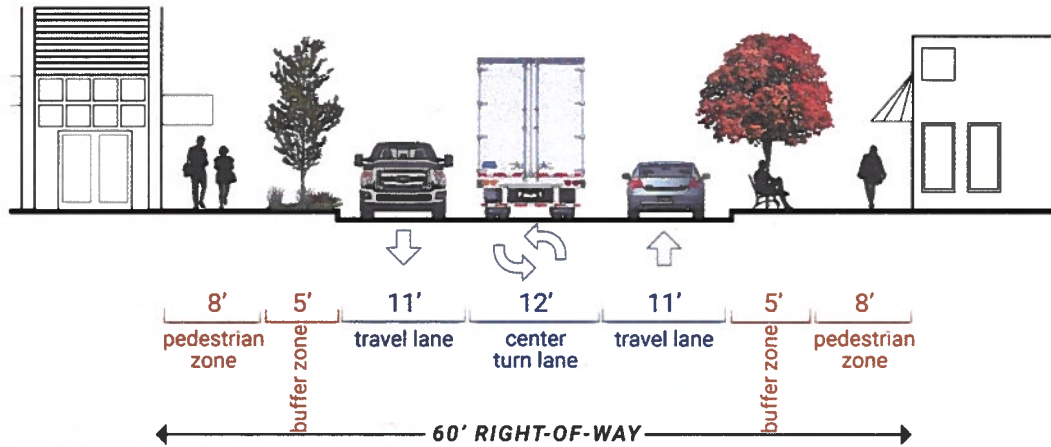 8' 5' 11' 12' 11' 5' 8'
pedestrian zone
buffer zone
travel lane
center turn lane
travel lane
buffer zone
pedestrian zone
60' RIGHT-OF-WAY